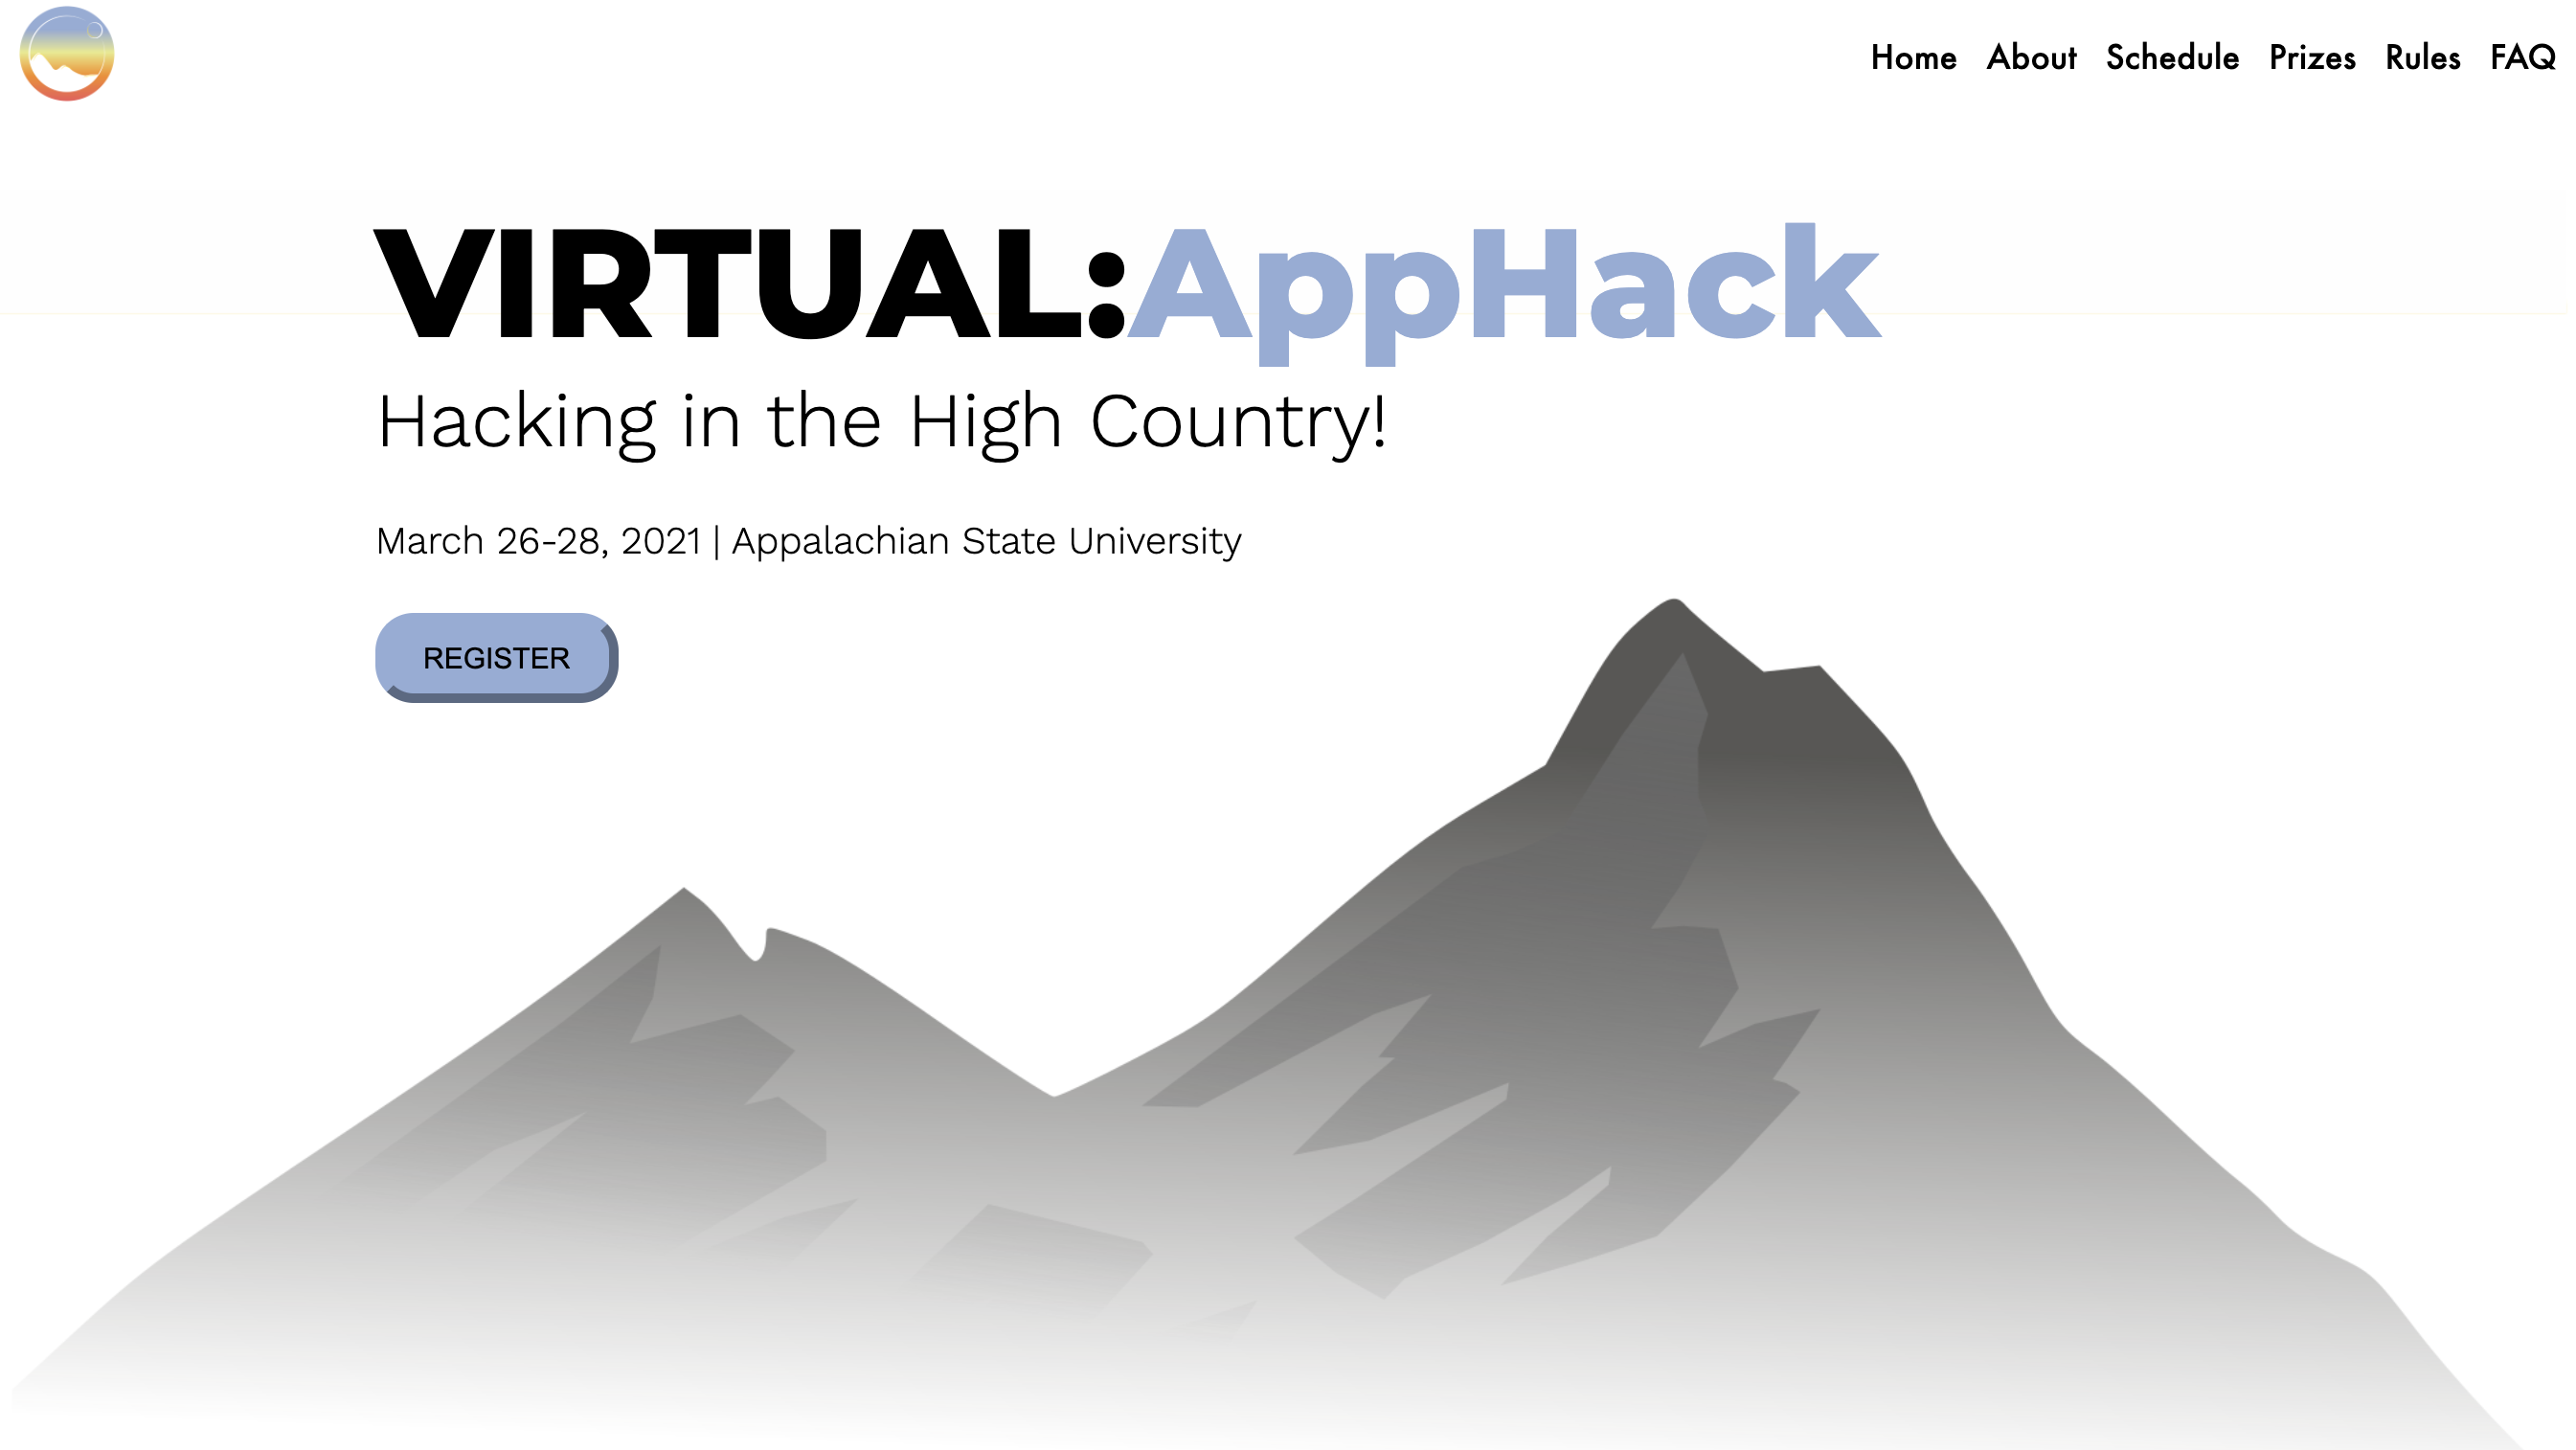 Home About Schedule Prizes Rules FAQ
VIRTUAL:AppHack
Hacking in the High Country!
March 26-28, 2021 | Appalachian State University
REGISTER